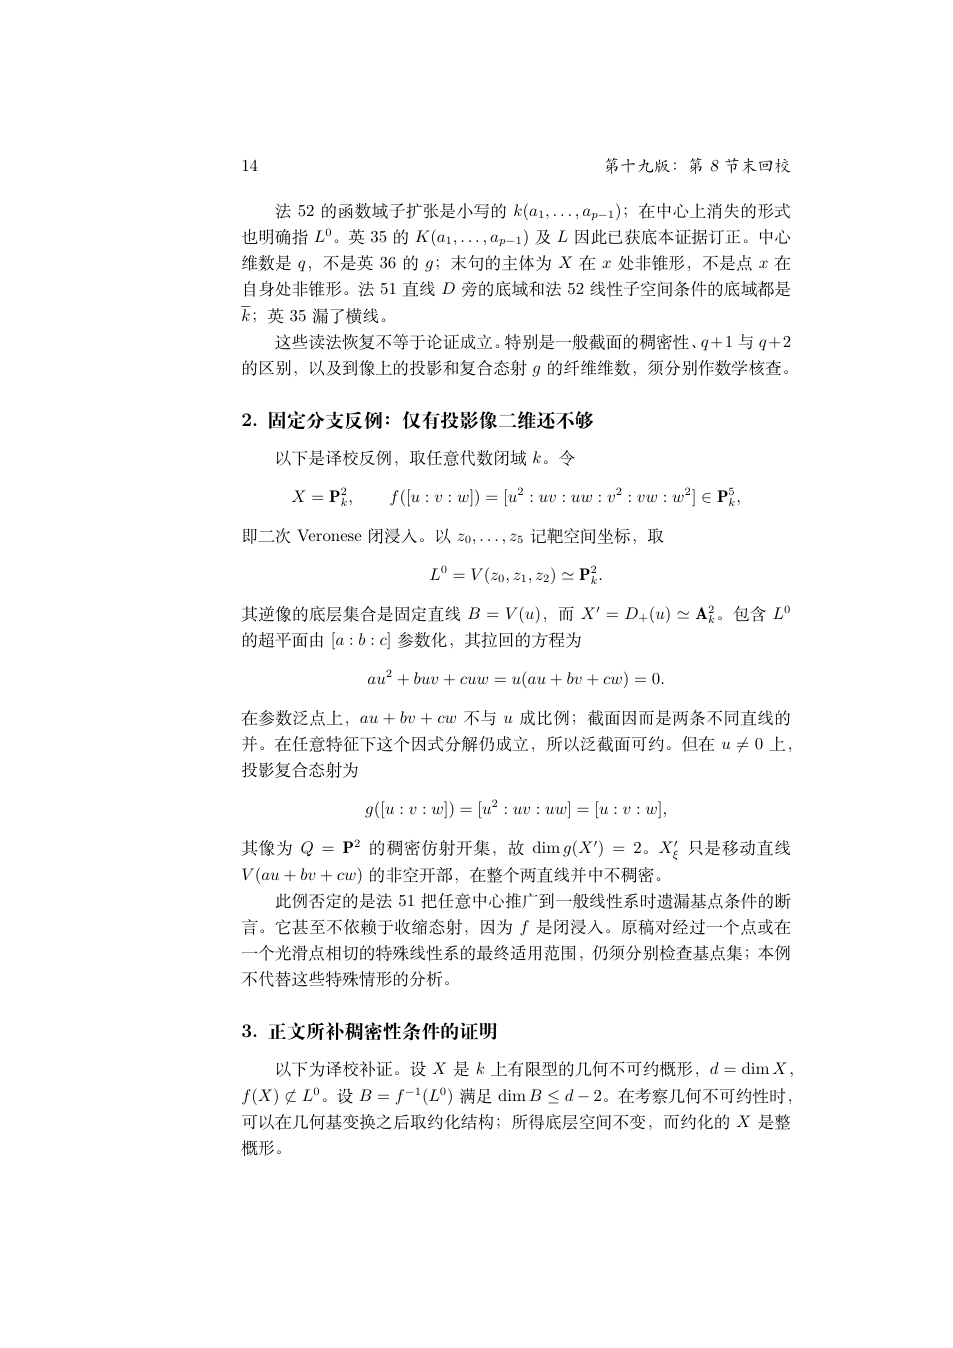 14 第十九版：第 8 节末回校
法 52 的函数域子扩张是小写的 k(a₁, . . . , aₚ₋₁)；在中心上消失的形式
也明确指 L⁰。英 35 的 K(a₁, . . . , aₚ₋₁) 及 L 因此已获底本证据订正。中心
维数是 q，不是英 36 的 g；末句的主体为 X 在 x 处非锥形，不是点 x 在
自身处非锥形。法 51 直线 D 旁的底域和法 52 线性子空间条件的底域都是
k̅；英 35 漏了横线。
这些读法恢复不等于论证成立。特别是一般截面的稠密性、q+1 与 q+2
的区别，以及到像上的投影和复合态射 g 的纤维维数，须分别作数学核查。
2. 固定分支反例：仅有投影像二维还不够
以下是译校反例，取任意代数闭域 k。令
X = 𝐏²ₖ, f([u : v : w]) = [u² : uv : uw : v² : vw : w²] ∈ 𝐏⁵ₖ,
即二次 Veronese 闭浸入。以 z₀, . . . , z₅ 记靶空间坐标，取
L⁰ = V(z₀, z₁, z₂) ≃ 𝐏²ₖ.
其逆像的底层集合是固定直线 B = V(u)，而 X′ = D₊(u) ≃ 𝐀²ₖ。包含 L⁰
的超平面由 [a : b : c] 参数化，其拉回的方程为
au² + buv + cuw = u(au + bv + cw) = 0.
在参数泛点上，au + bv + cw 不与 u 成比例；截面因而是两条不同直线的
并。在任意特征下这个因式分解仍成立，所以泛截面可约。但在 u ≠ 0 上，
投影复合态射为
g([u : v : w]) = [u² : uv : uw] = [u : v : w],
其像为 Q = 𝐏² 的稠密仿射开集，故 dim g(X′) = 2。X′_ξ 只是移动直线
V(au + bv + cw) 的非空开部，在整个两直线并中不稠密。
此例否定的是法 51 把任意中心推广到一般线性系时遗漏基点条件的断
言。它甚至不依赖于收缩态射，因为 f 是闭浸入。原稿对经过一个点或在
一个光滑点相切的特殊线性系的最终适用范围，仍须分别检查基点集；本例
不代替这些特殊情形的分析。
3. 正文所补稠密性条件的证明
以下为译校补证。设 X 是 k 上有限型的几何不可约概形，d = dim X，
f(X) ⊄ L⁰。设 B = f⁻¹(L⁰) 满足 dim B ≤ d − 2。在考察几何不可约性时，
可以在几何基变换之后取约化结构；所得底层空间不变，而约化的 X 是整
概形。